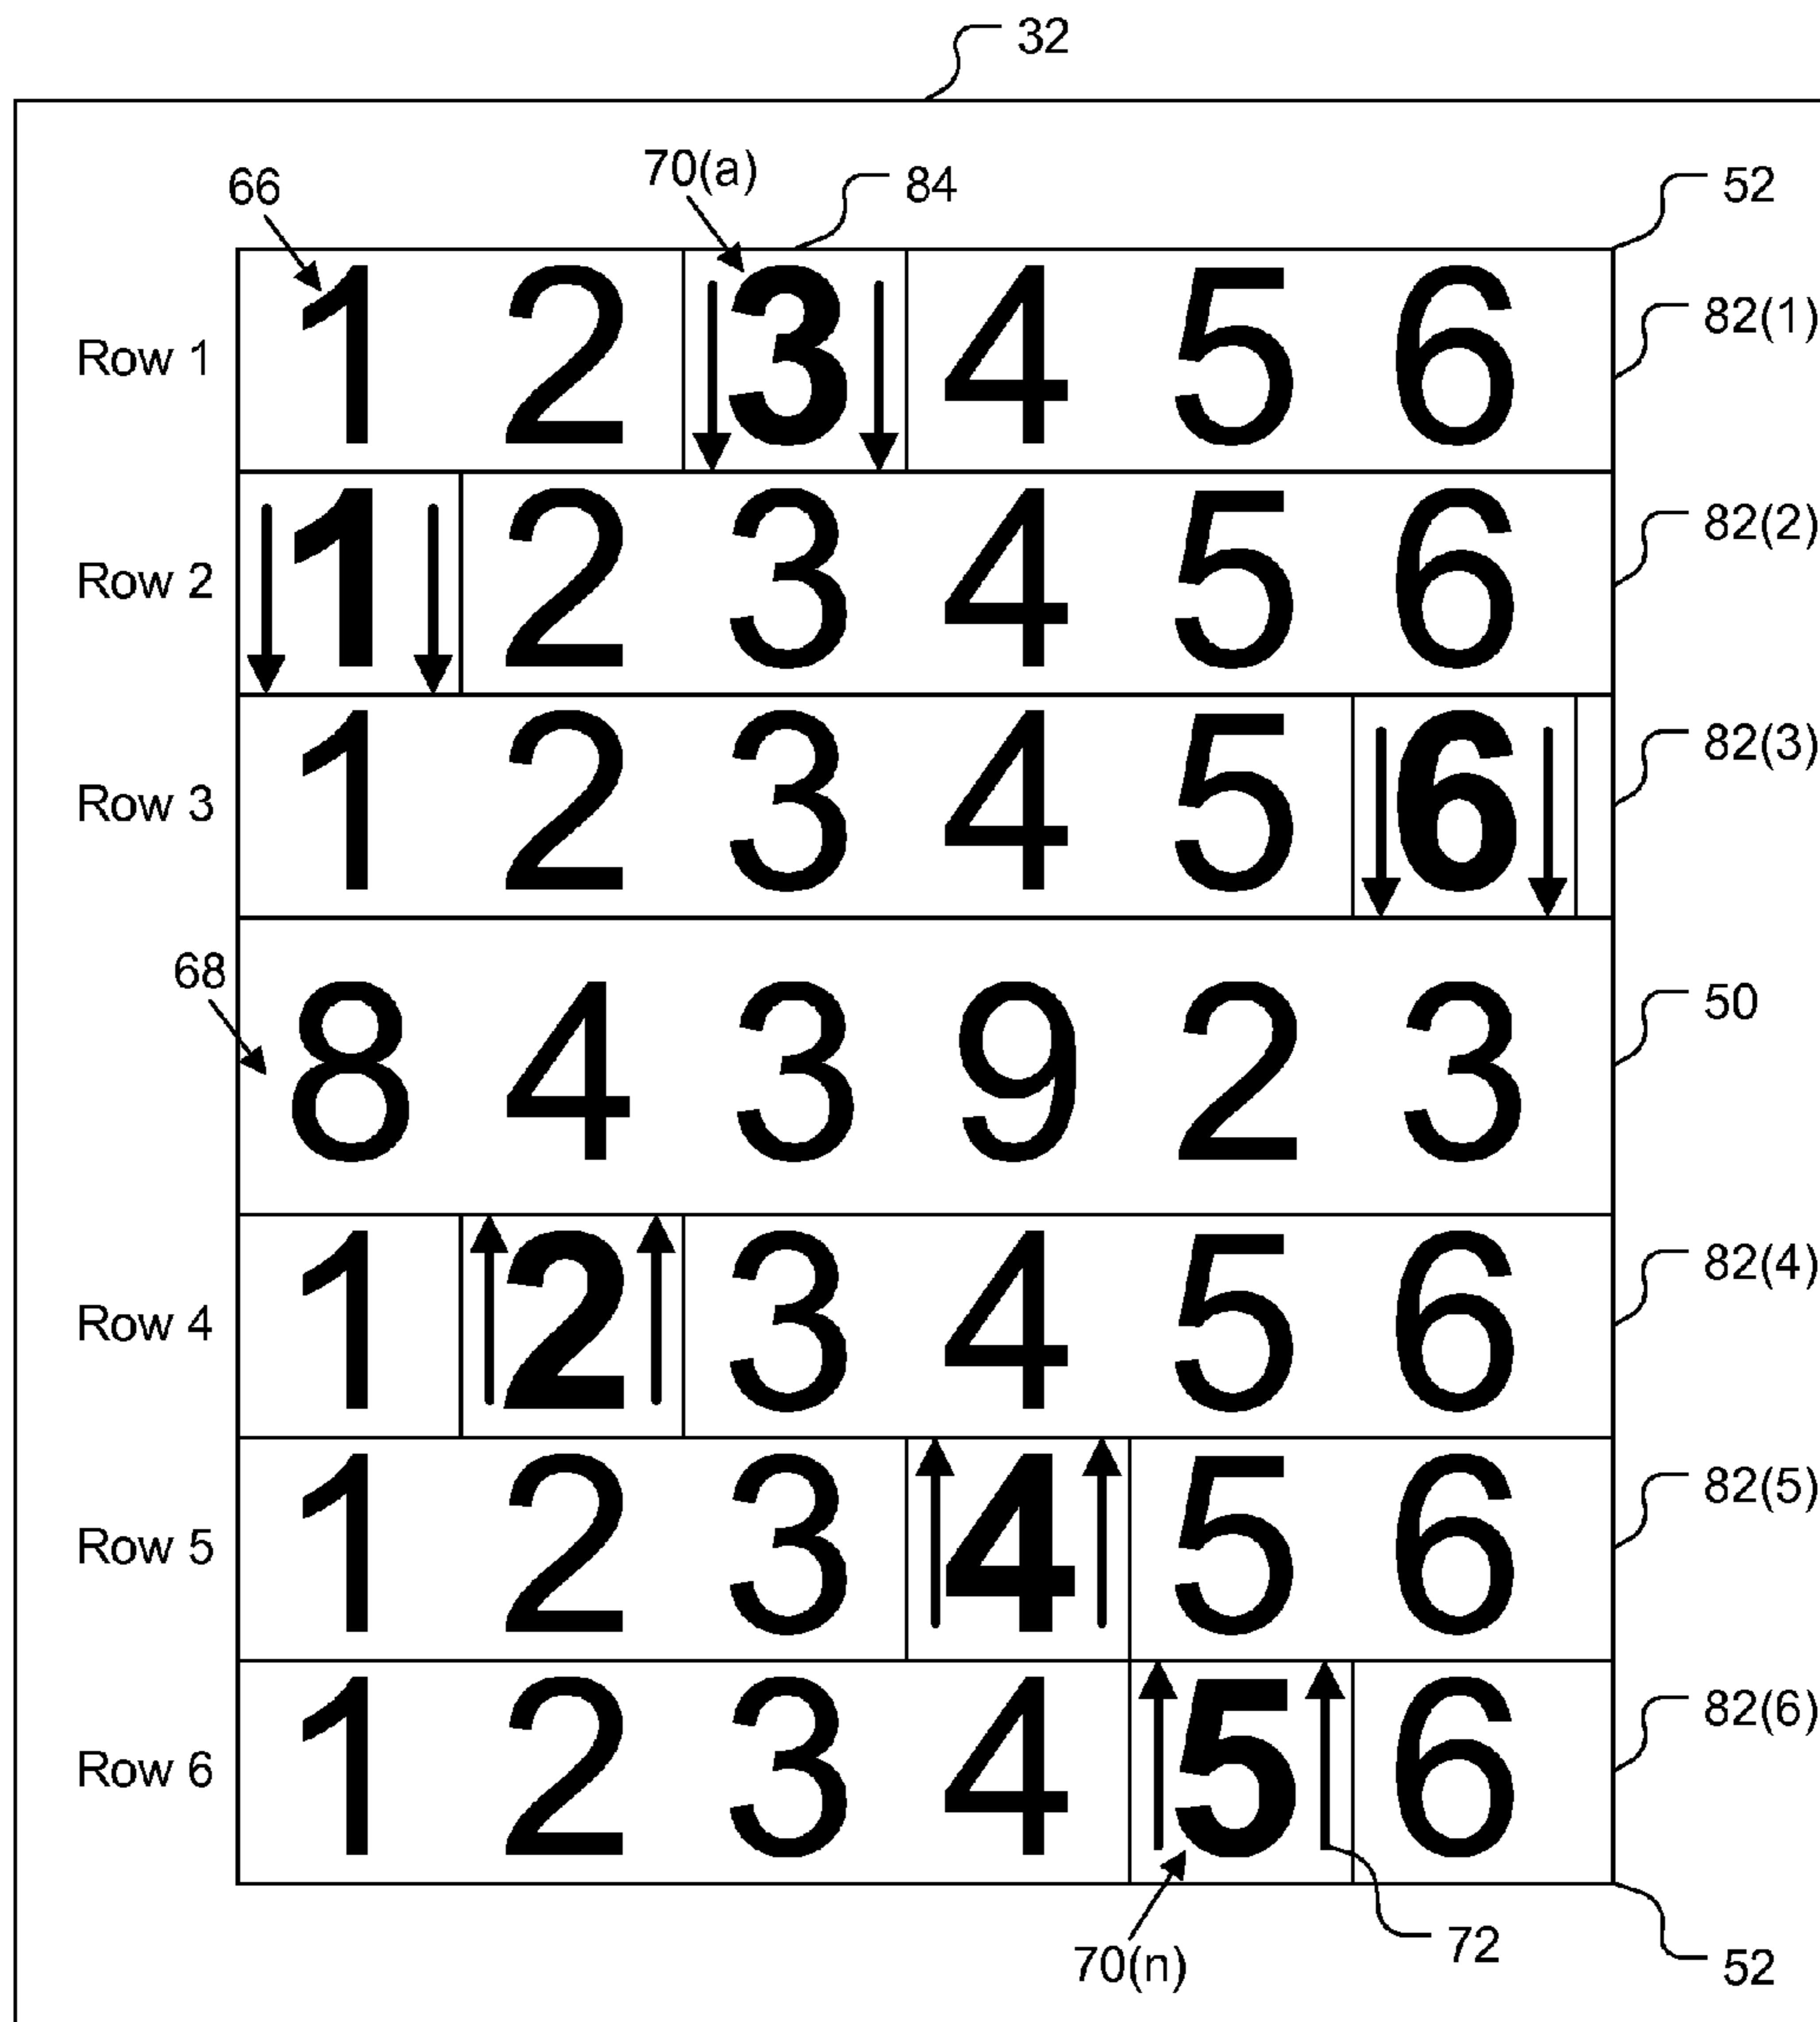 32
66 70(a) 84 52
Row 1 1 2 3 4 5 6 82(1)
Row 2 1 2 3 4 5 6 82(2)
Row 3 1 2 3 4 5 6 82(3)
68 8 4 3 9 2 3 50
Row 4 1 2 3 4 5 6 82(4)
Row 5 1 2 3 4 5 6 82(5)
Row 6 1 2 3 4 5 6 82(6)
70(n) 72 52